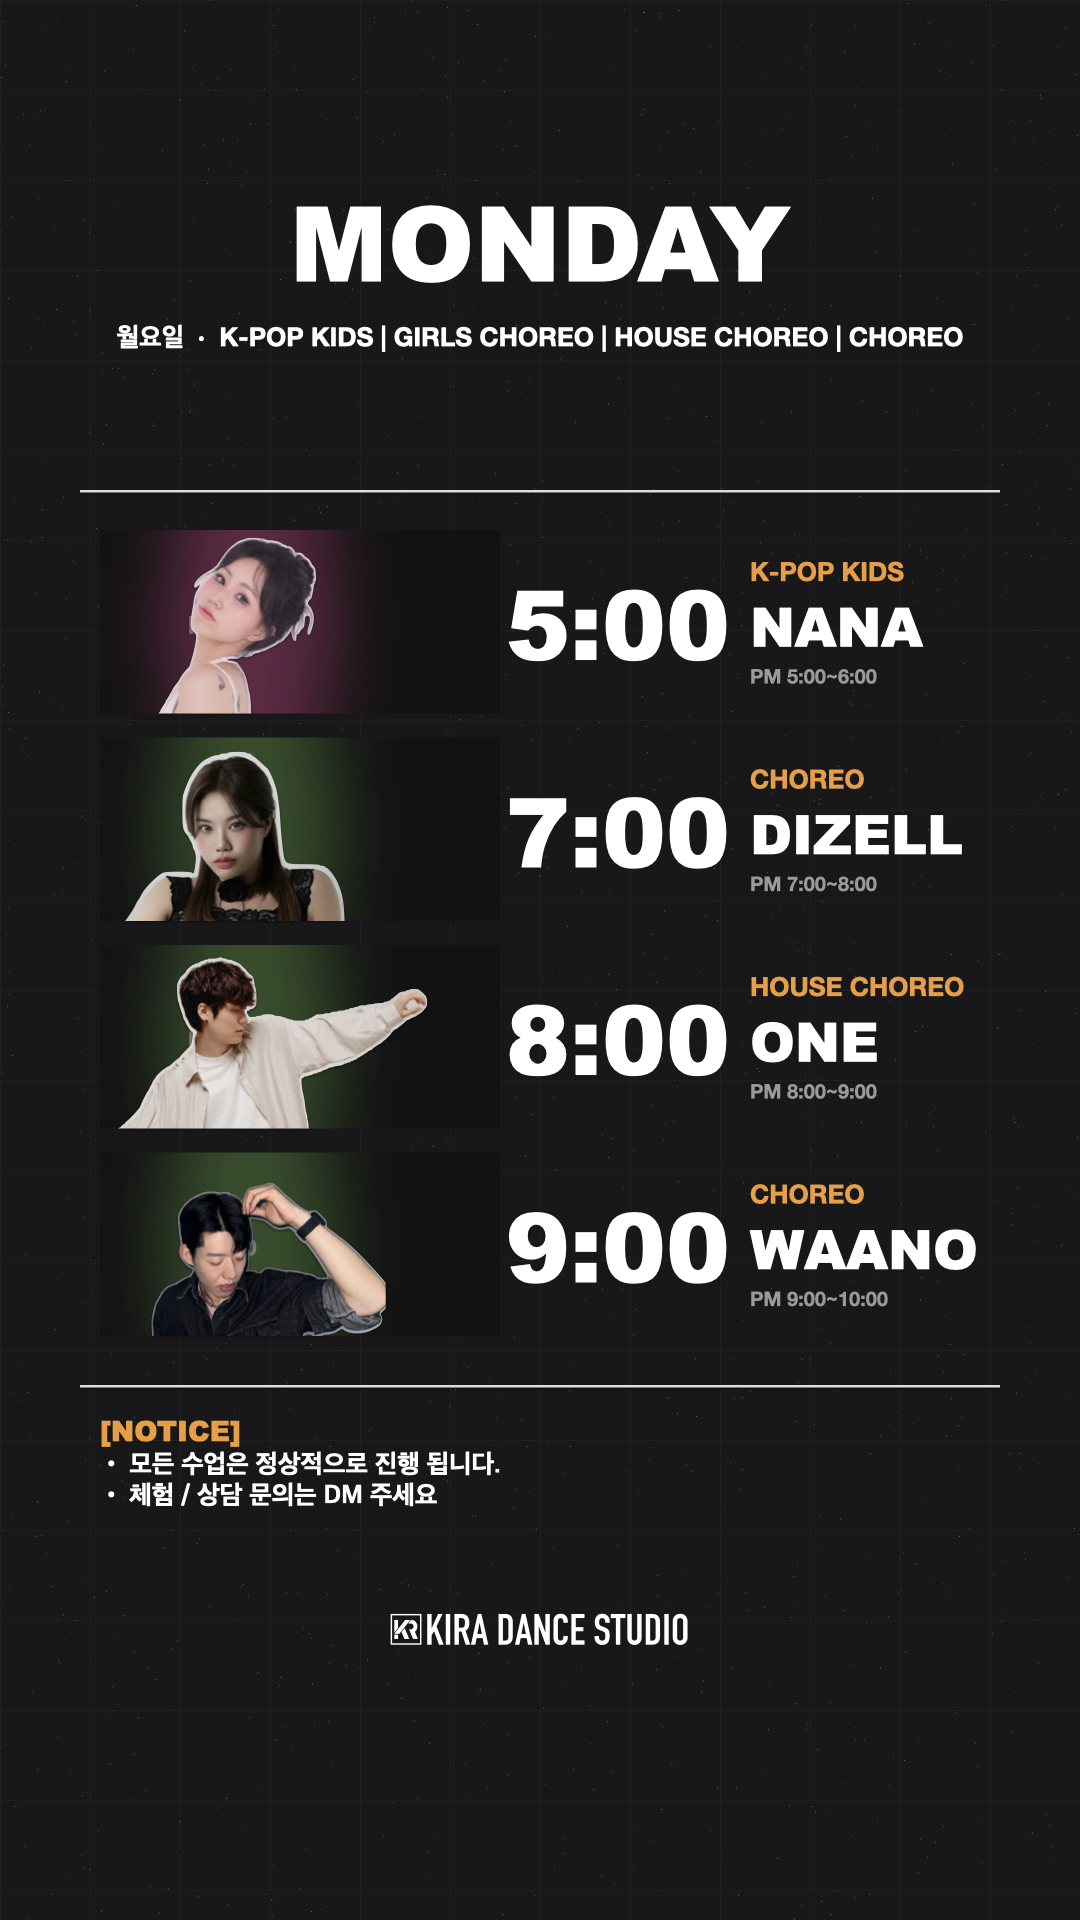 MONDAY
월요일 · K-POP KIDS | GIRLS CHOREO | HOUSE CHOREO | CHOREO
5:00
K-POP KIDS
NANA
PM 5:00~6:00
7:00
CHOREO
DIZELL
PM 7:00~8:00
8:00
HOUSE CHOREO
ONE
PM 8:00~9:00
9:00
CHOREO
WAANO
PM 9:00~10:00
[NOTICE]
• 모든 수업은 정상적으로 진행 됩니다.
• 체험 / 상담 문의는 DM 주세요
KR KIRA DANCE STUDIO